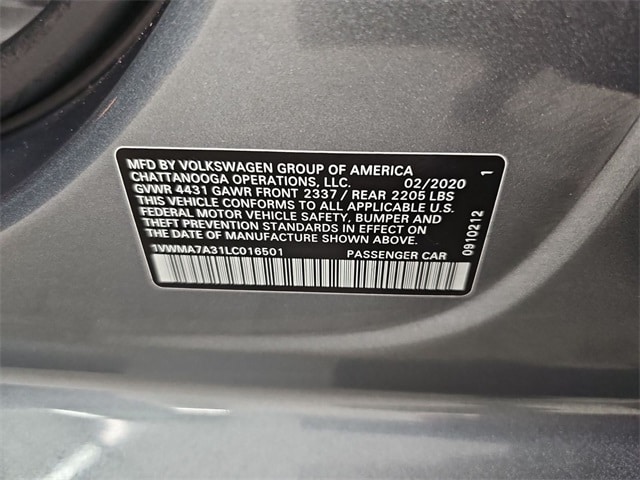 MFD BY VOLKSWAGEN GROUP OF AMERICA
CHATTANOOGA OPERATIONS, LLC. 02/2020 1
GVWR 4431 GAWR FRONT 2337 / REAR 2205 LBS
THIS VEHICLE CONFORMS TO ALL APPLICABLE U.S.
FEDERAL MOTOR VEHICLE SAFETY, BUMPER AND
THEFT PREVENTION STANDARDS IN EFFECT ON
THE DATE OF MANUFACTURE SHOWN ABOVE.
1VWMA7A31LC016501 PASSENGER CAR
0910212